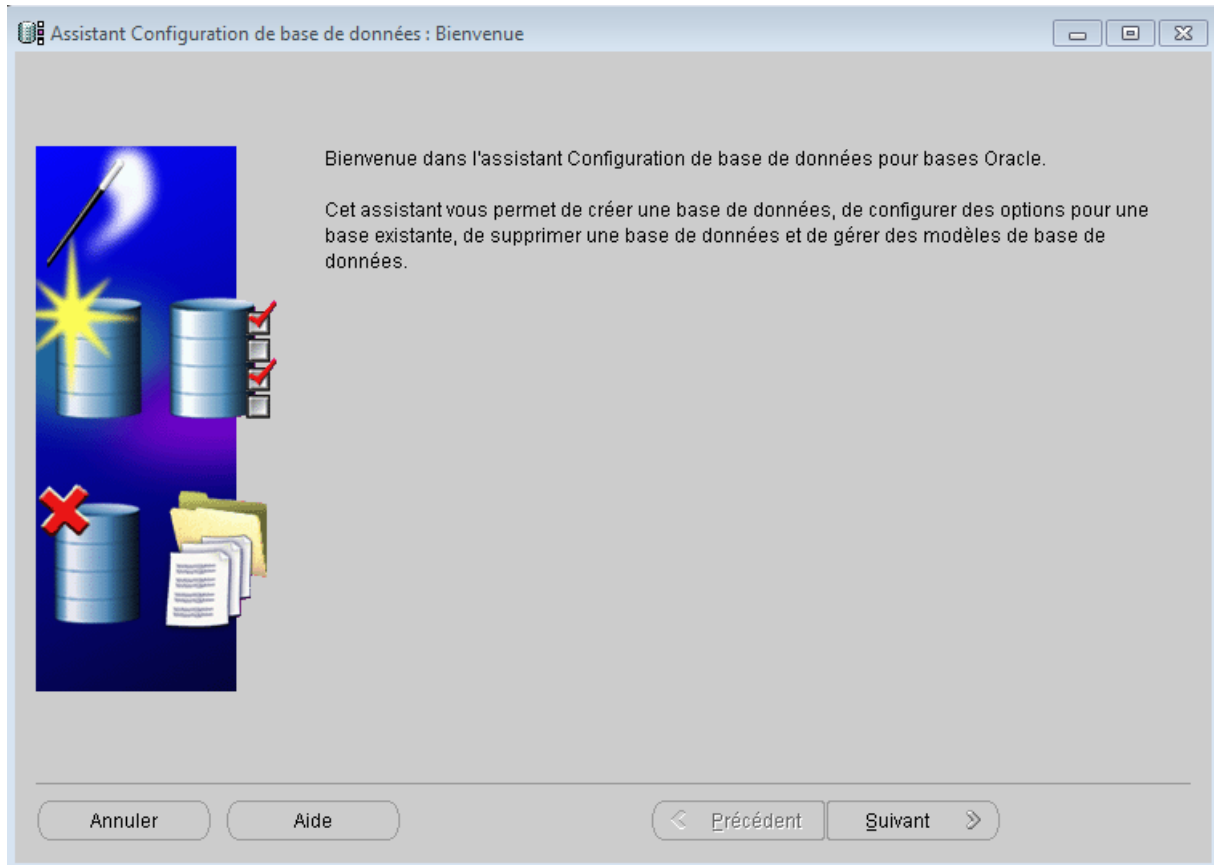 Assistant Configuration de base de données : Bienvenue
Bienvenue dans l'assistant Configuration de base de données pour bases Oracle.
Cet assistant vous permet de créer une base de données, de configurer des options pour une
base existante, de supprimer une base de données et de gérer des modèles de base de
données.
Annuler
Aide
Précédent
Suivant